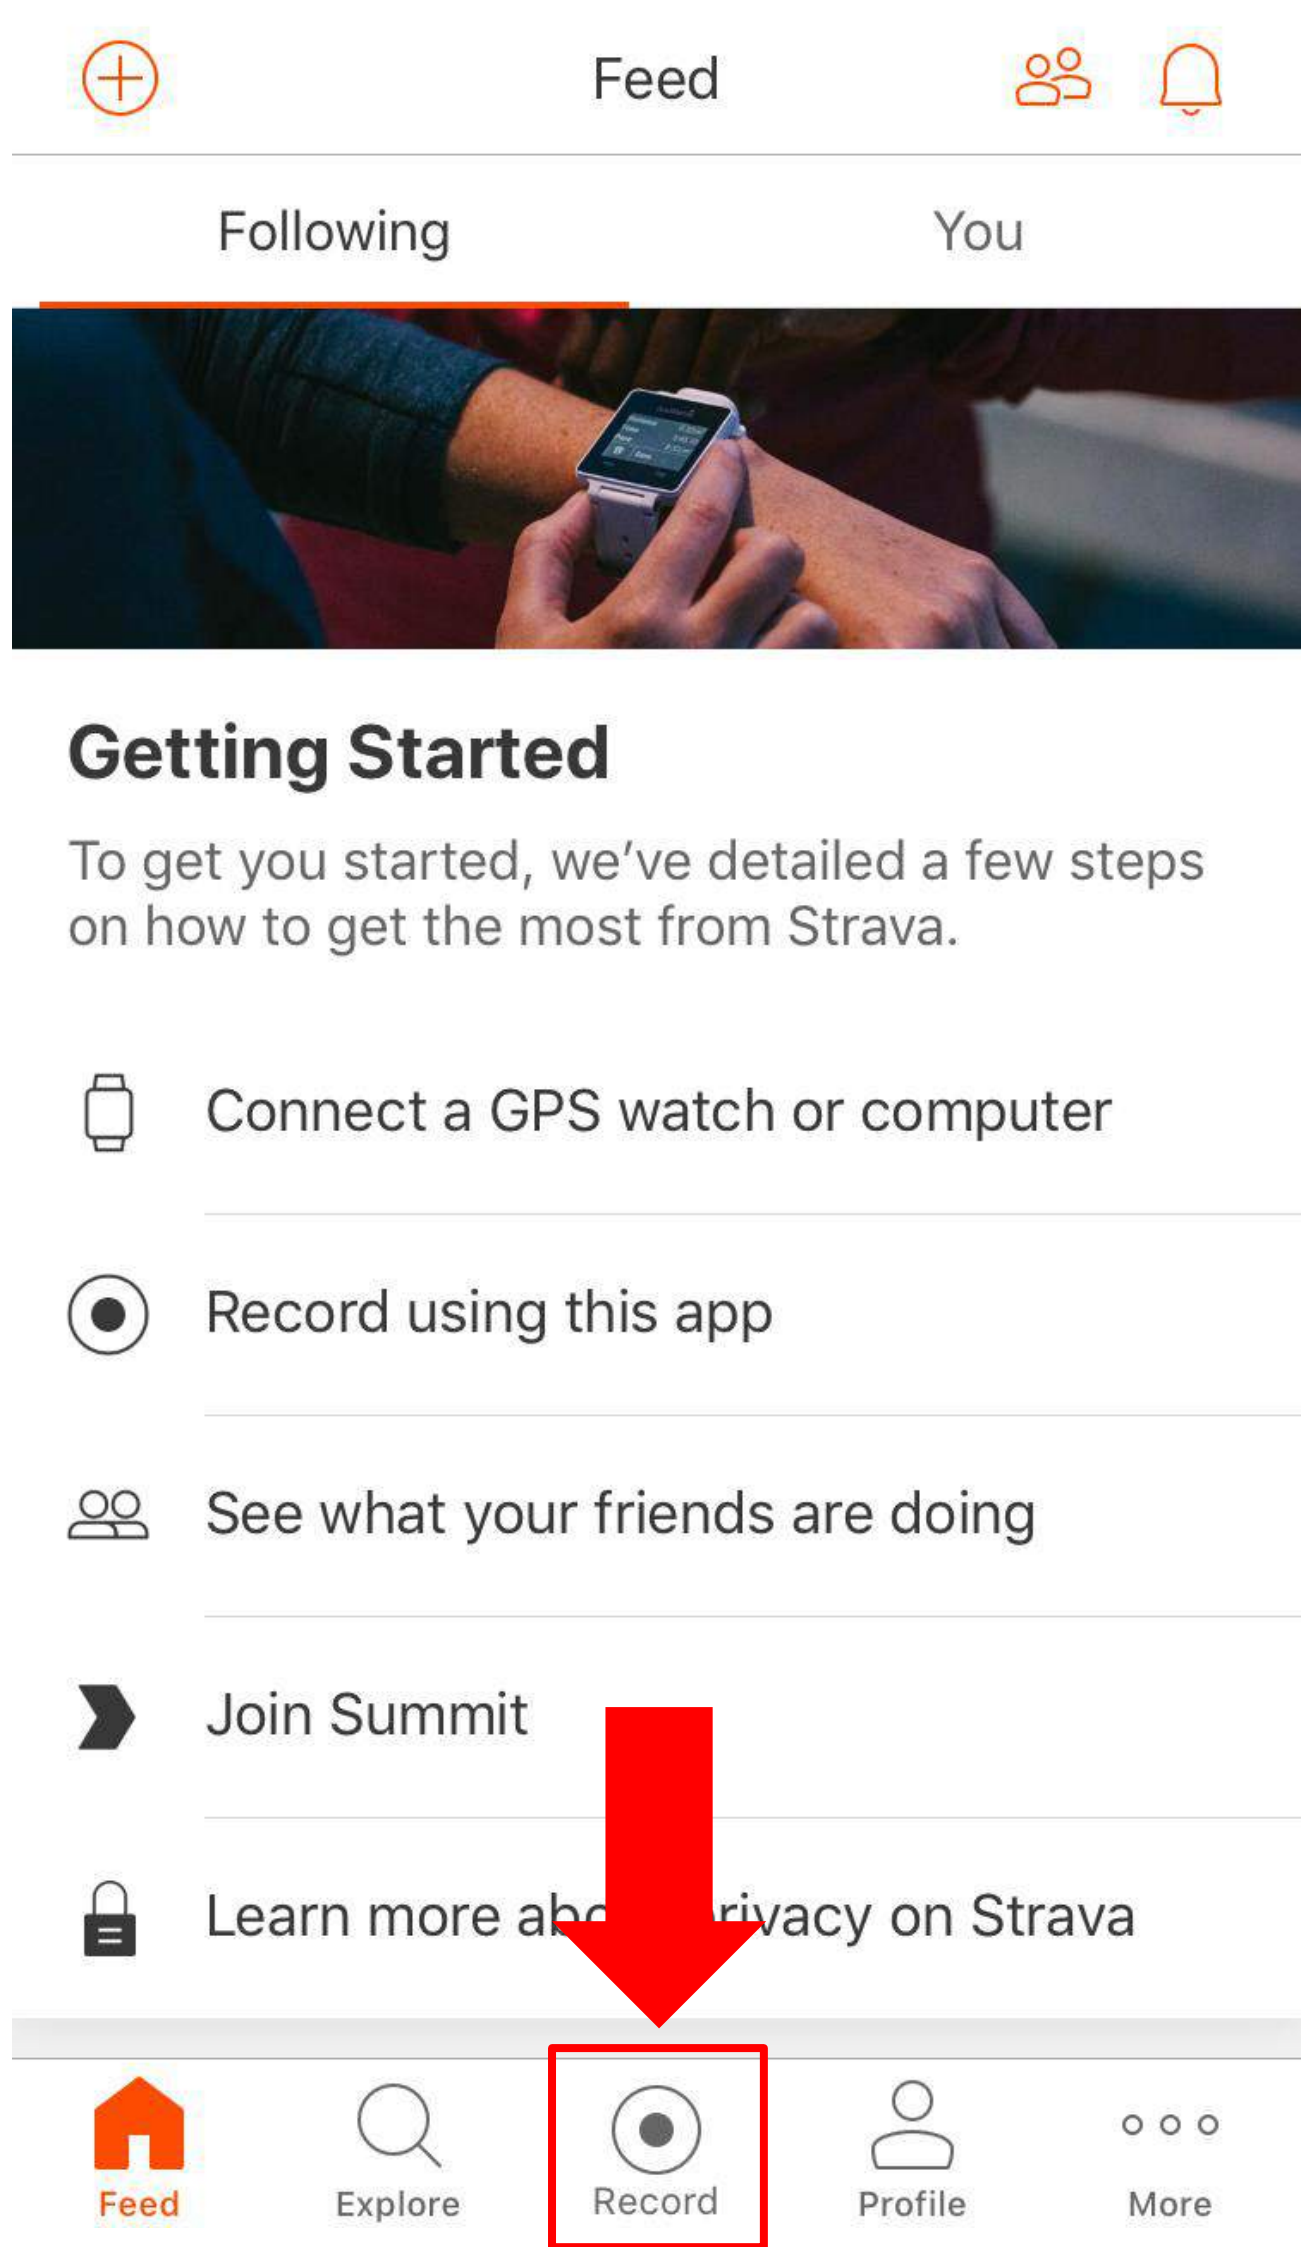 Feed
Following You
Getting Started
To get you started, we've detailed a few steps
on how to get the most from Strava.
Connect a GPS watch or computer
Record using this app
See what your friends are doing
Join Summit
Learn more privacy on Strava
Feed Explore Record Profile More